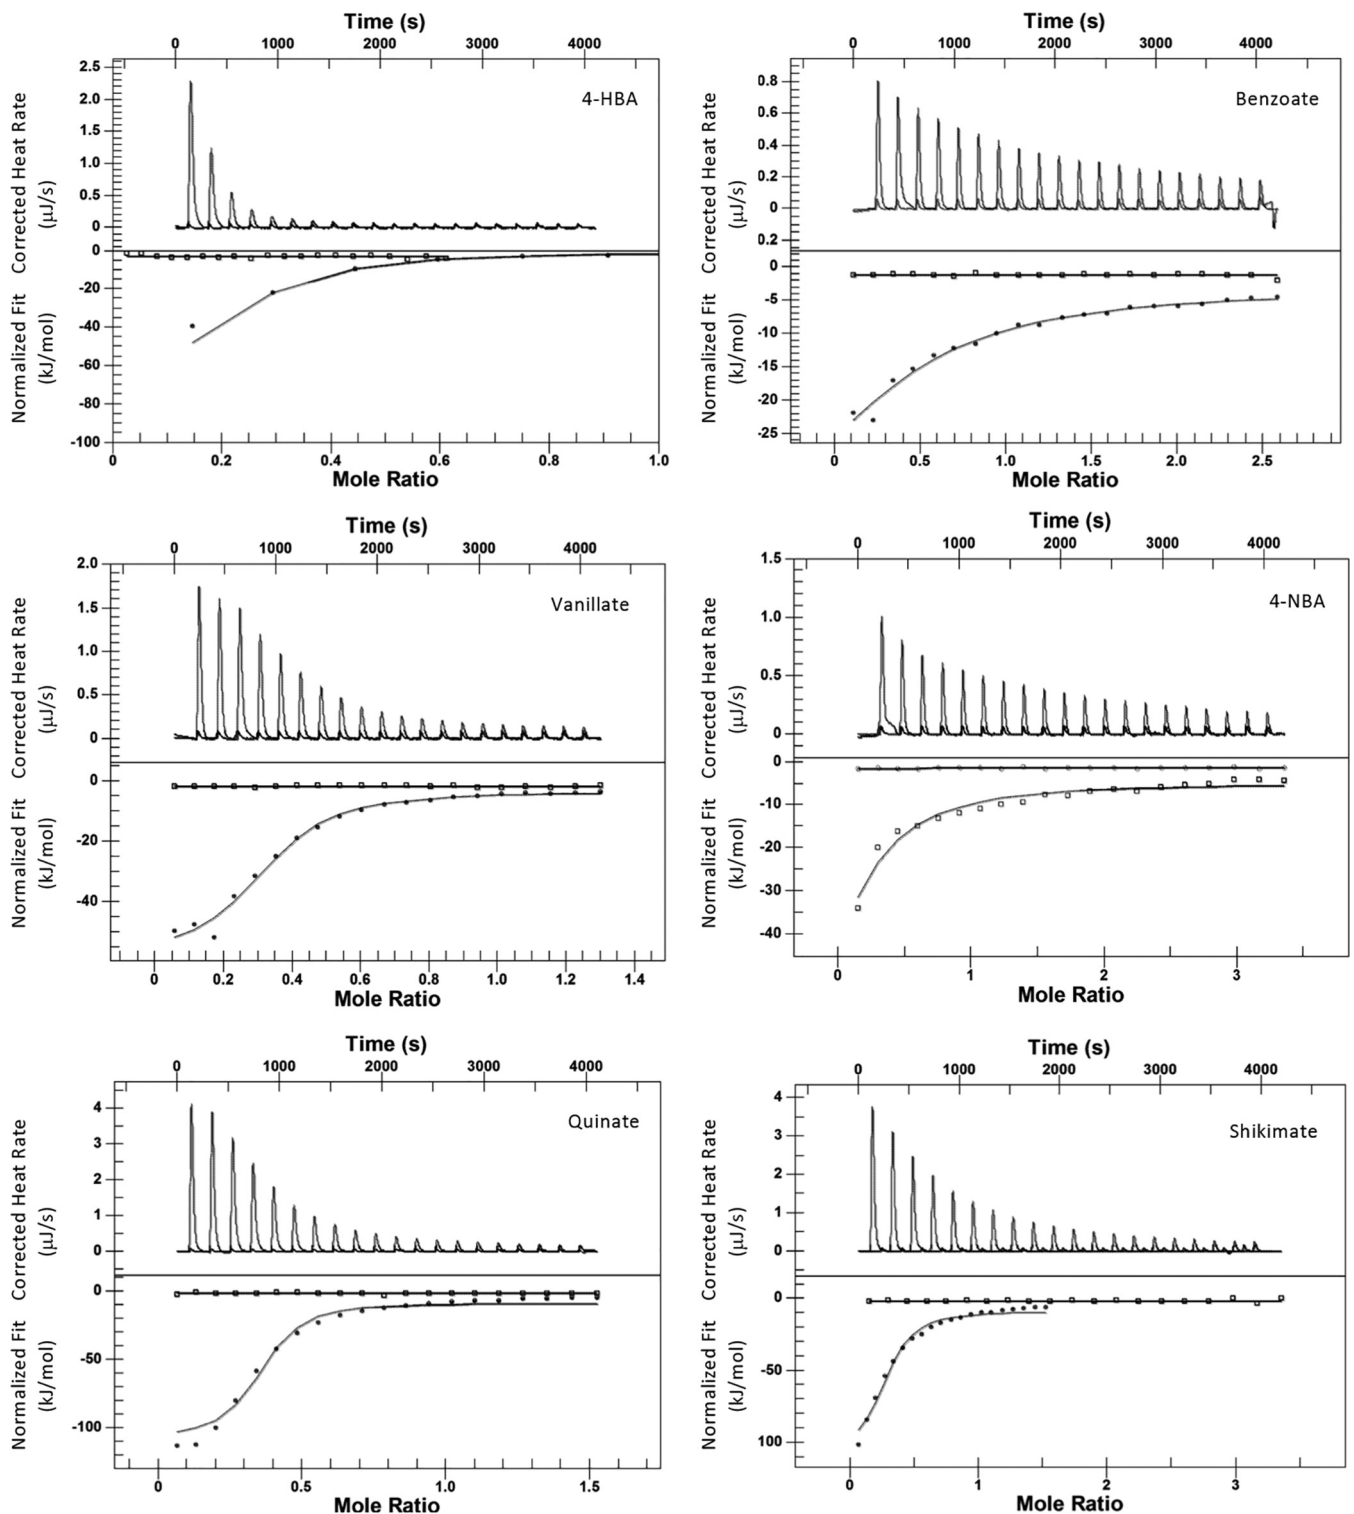 Time (s)
0 1000 2000 3000 4000
4-HBA
Corrected Heat Rate
(μJ/s)
2.5
2.0
1.5
1.0
0.5
0
Normalized Fit
(kJ/mol)
0
-20
-40
-60
-80
-100
0 0.2 0.4 0.6 0.8 1.0
Mole Ratio
Time (s)
0 1000 2000 3000 4000
Benzoate
Corrected Heat Rate
(μJ/s)
0.8
0.6
0.4
0.2
0
0.2
Normalized Fit
(kJ/mol)
0
-5
-10
-15
-20
-25
0 0.5 1.0 1.5 2.0 2.5
Mole Ratio
Time (s)
0 1000 2000 3000 4000
Vanillate
Corrected Heat Rate
(μJ/s)
2.0
1.5
1.0
0.5
0
Normalized Fit
(kJ/mol)
0
-20
-40
0 0.2 0.4 0.6 0.8 1.0 1.2 1.4
Mole Ratio
Time (s)
0 1000 2000 3000 4000
4-NBA
Corrected Heat Rate
(μJ/s)
1.5
1.0
0.5
0
Normalized Fit
(kJ/mol)
0
-10
-20
-30
-40
0 1 2 3
Mole Ratio
Time (s)
0 1000 2000 3000 4000
Quinate
Corrected Heat Rate
(μJ/s)
4
3
2
1
0
Normalized Fit
(kJ/mol)
0
-50
-100
0 0.5 1.0 1.5
Mole Ratio
Time (s)
0 1000 2000 3000 4000
Shikimate
Corrected Heat Rate
(μJ/s)
4
3
2
1
0
Normalized Fit
(kJ/mol)
0
-50
100
0 1 2 3
Mole Ratio